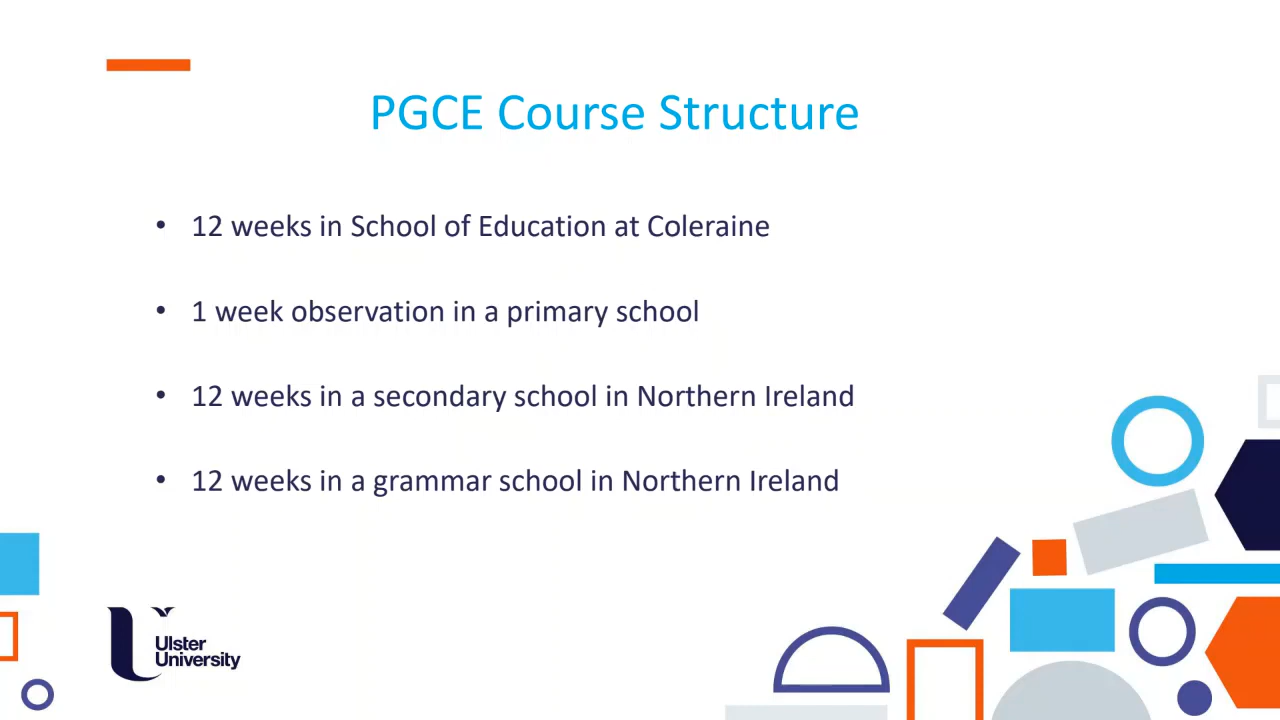 PGCE Course Structure
• 12 weeks in School of Education at Coleraine
• 1 week observation in a primary school
• 12 weeks in a secondary school in Northern Ireland
• 12 weeks in a grammar school in Northern Ireland
Ulster
University